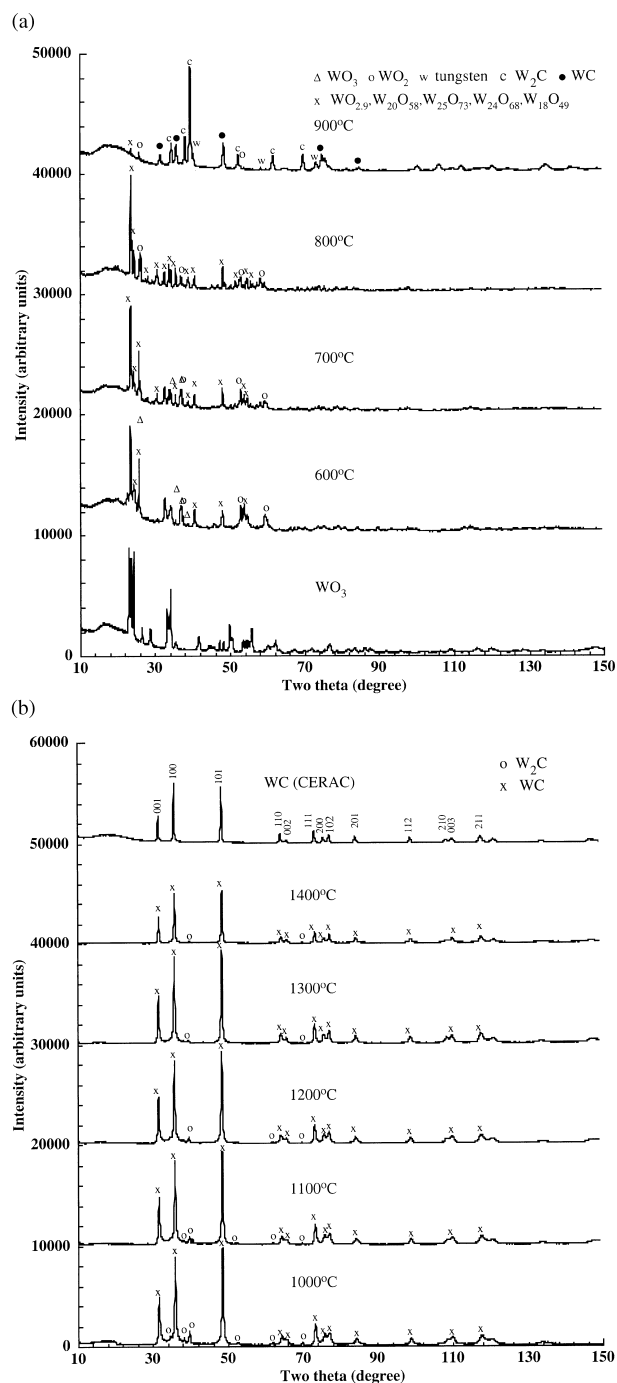 (a)
50000
Δ WO₃ o WO₂ w tungsten c W₂C ● WC
x WO₂.₉,W₂₀O₅₈,W₂₅O₇₃,W₂₄O₆₈,W₁₈O₄₉
900°C
40000
800°C
30000
700°C
20000
600°C
10000
WO₃
0
10 30 50 70 90 110 130 150
Two theta (degree)
Intensity (arbitrary units)
(b)
60000
o W₂C
x WC
WC (CERAC)
001 100 101 110 002 111 200 102 201 112 210 003 211
50000
1400°C
40000
1300°C
30000
1200°C
20000
1100°C
10000
1000°C
0
10 30 50 70 90 110 130 150
Two theta (degree)
Intensity (arbitrary units)